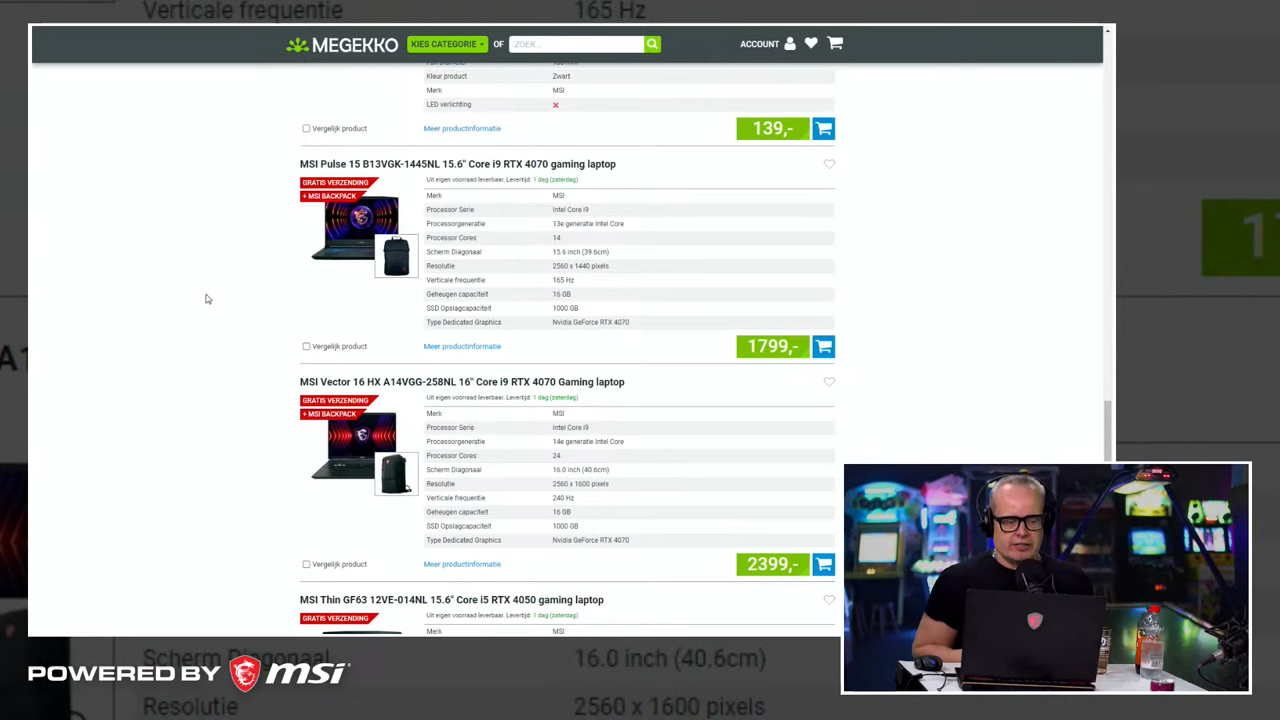 Verticale frequentie
165 Hz
MEGEKKO
KIES CATEGORIE
OF
ZOEK...
ACCOUNT
Kleur product Zwart
Merk MSI
LED verlichting
Vergelijk product
Meer productinformatie
139,-
MSI Pulse 15 B13VGK-1445NL 15.6" Core i9 RTX 4070 gaming laptop
GRATIS VERZENDING
+ MSI BACKPACK
Uit eigen voorraad leverbaar. Levertijd: 1 dag (zaterdag)
Merk MSI
Processor Serie Intel Core i9
Processorgeneratie 13e generatie Intel Core
Processor Cores 14
Scherm Diagonaal 15.6 inch (39.6cm)
Resolutie 2560 x 1440 pixels
Verticale frequentie 165 Hz
Geheugen capaciteit 16 GB
SSD Opslagcapaciteit 1000 GB
Type Dedicated Graphics Nvidia GeForce RTX 4070
Vergelijk product
Meer productinformatie
1799,-
MSI Vector 16 HX A14VGG-258NL 16" Core i9 RTX 4070 Gaming laptop
GRATIS VERZENDING
+ MSI BACKPACK
Uit eigen voorraad leverbaar. Levertijd: 1 dag (zaterdag)
Merk MSI
Processor Serie Intel Core i9
Processorgeneratie 14e generatie Intel Core
Processor Cores 24
Scherm Diagonaal 16.0 inch (40.6cm)
Resolutie 2560 x 1600 pixels
Verticale frequentie 240 Hz
Geheugen capaciteit 16 GB
SSD Opslagcapaciteit 1000 GB
Type Dedicated Graphics Nvidia GeForce RTX 4070
Vergelijk product
Meer productinformatie
2399,-
MSI Thin GF63 12VE-014NL 15.6" Core i5 RTX 4050 gaming laptop
GRATIS VERZENDING
Uit eigen voorraad leverbaar. Levertijd: 1 dag (zaterdag)
Merk MSI
POWERED BY msi
Scherm Diagonaal
16.0 inch (40.6cm)
Resolutie
2560 x 1600 pixels